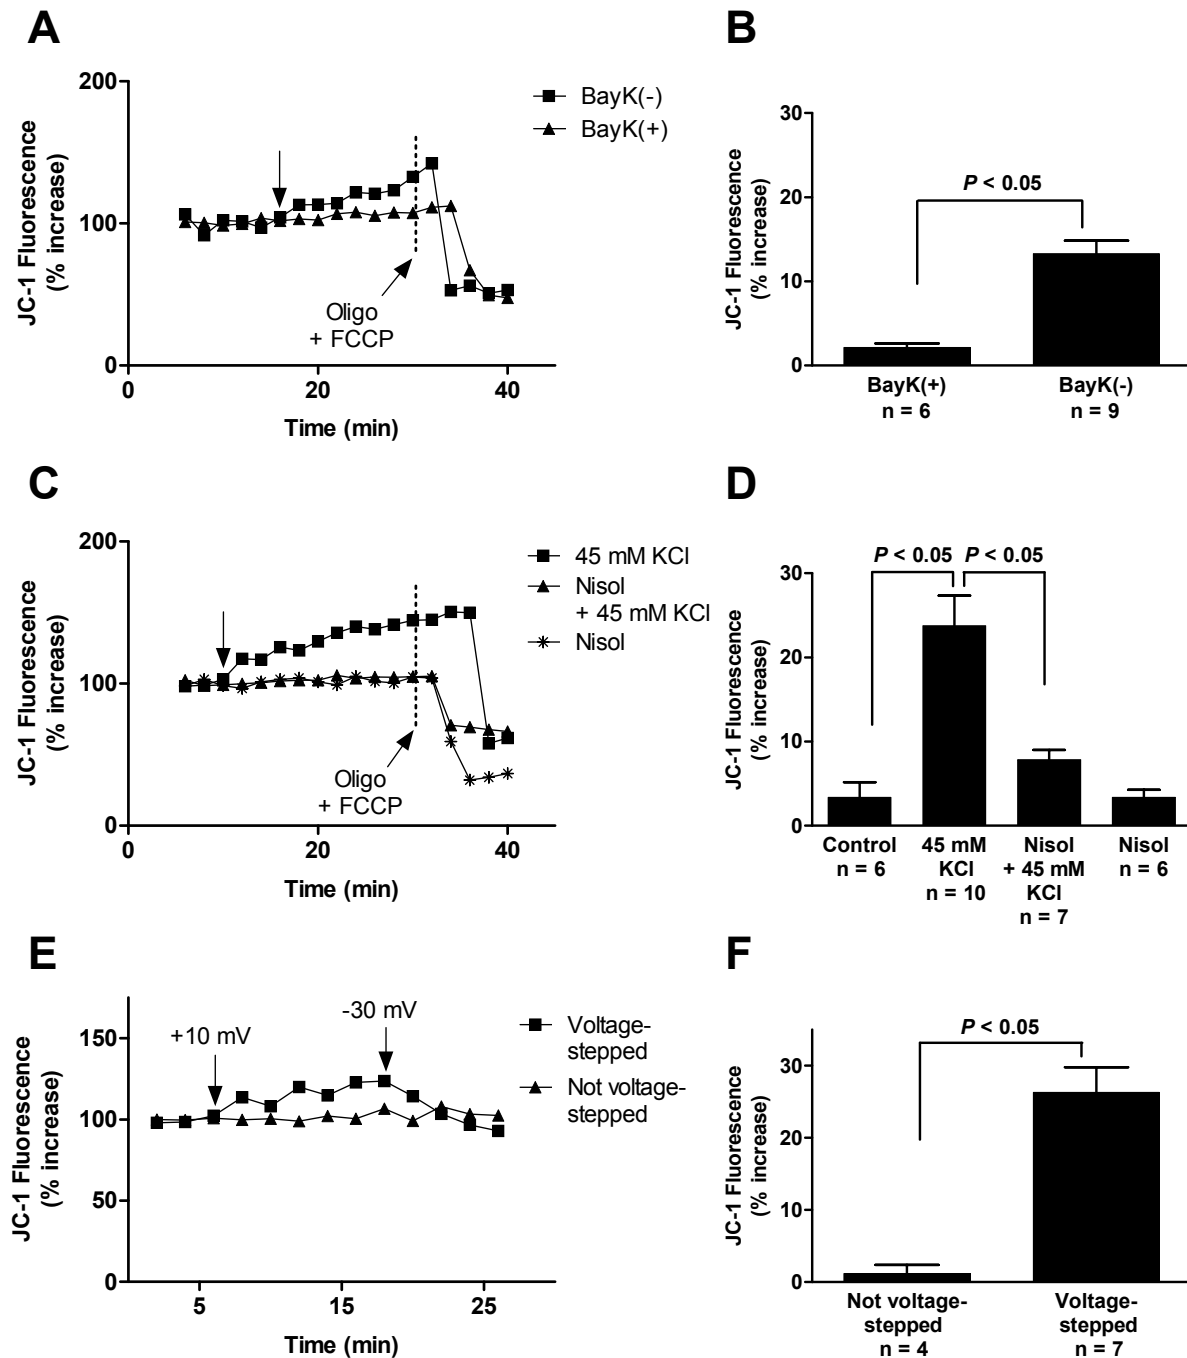 A
200
100
0
JC-1 Fluorescence
(% increase)
BayK(-)
BayK(+)
Oligo
+ FCCP
0
20
40
Time (min)
B
30
20
10
0
JC-1 Fluorescence
(% increase)
P < 0.05
BayK(+)
n = 6
BayK(-)
n = 9
C
200
100
0
JC-1 Fluorescence
(% increase)
45 mM KCl
Nisol
+ 45 mM KCl
Nisol
Oligo
+ FCCP
0
20
40
Time (min)
D
30
20
10
0
JC-1 Fluorescence
(% increase)
P < 0.05
P < 0.05
Control
n = 6
45 mM
KCl
n = 10
Nisol
+ 45 mM
KCl
n = 7
Nisol
n = 6
E
150
100
50
0
JC-1 Fluorescence
(% increase)
+10 mV
-30 mV
Voltage-
stepped
Not voltage-
stepped
5
15
25
Time (min)
F
30
20
10
0
JC-1 Fluorescence
(% increase)
P < 0.05
Not voltage-
stepped
n = 4
Voltage-
stepped
n = 7